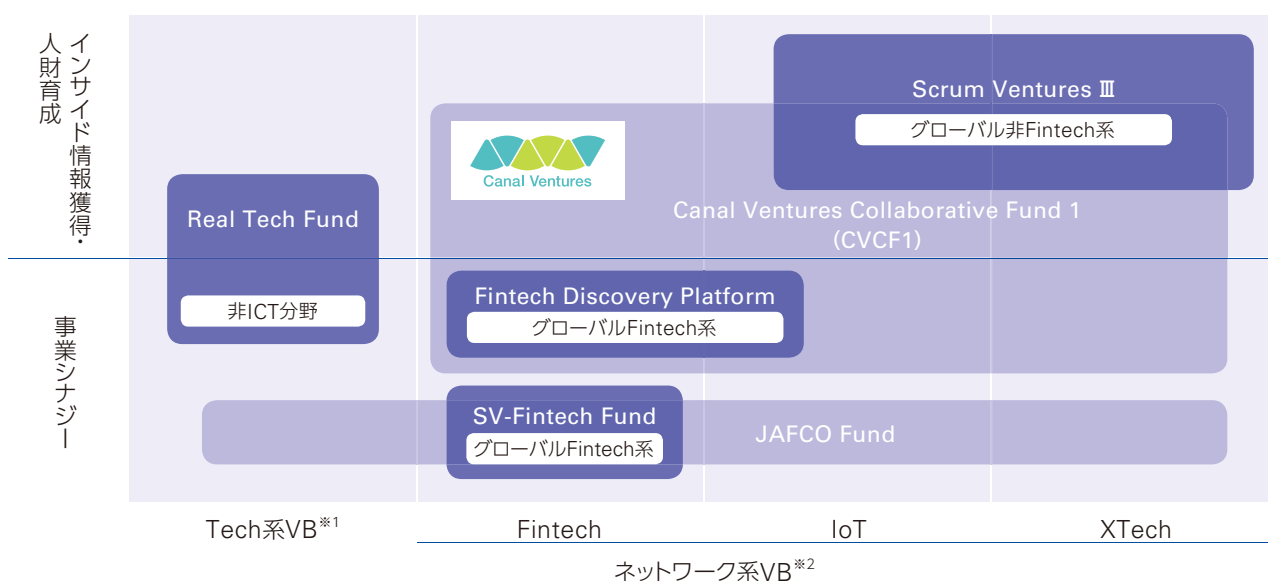 インサイド情報獲得・
人財育成
Scrum Ventures Ⅲ
グローバル非Fintech系
Canal Ventures
Real Tech Fund
Canal Ventures Collaborative Fund 1
(CVCF1)
非ICT分野
Fintech Discovery Platform
グローバルFintech系
事業シナジー
SV-Fintech Fund
グローバルFintech系
JAFCO Fund
Tech系VB※1
Fintech
IoT
XTech
ネットワーク系VB※2